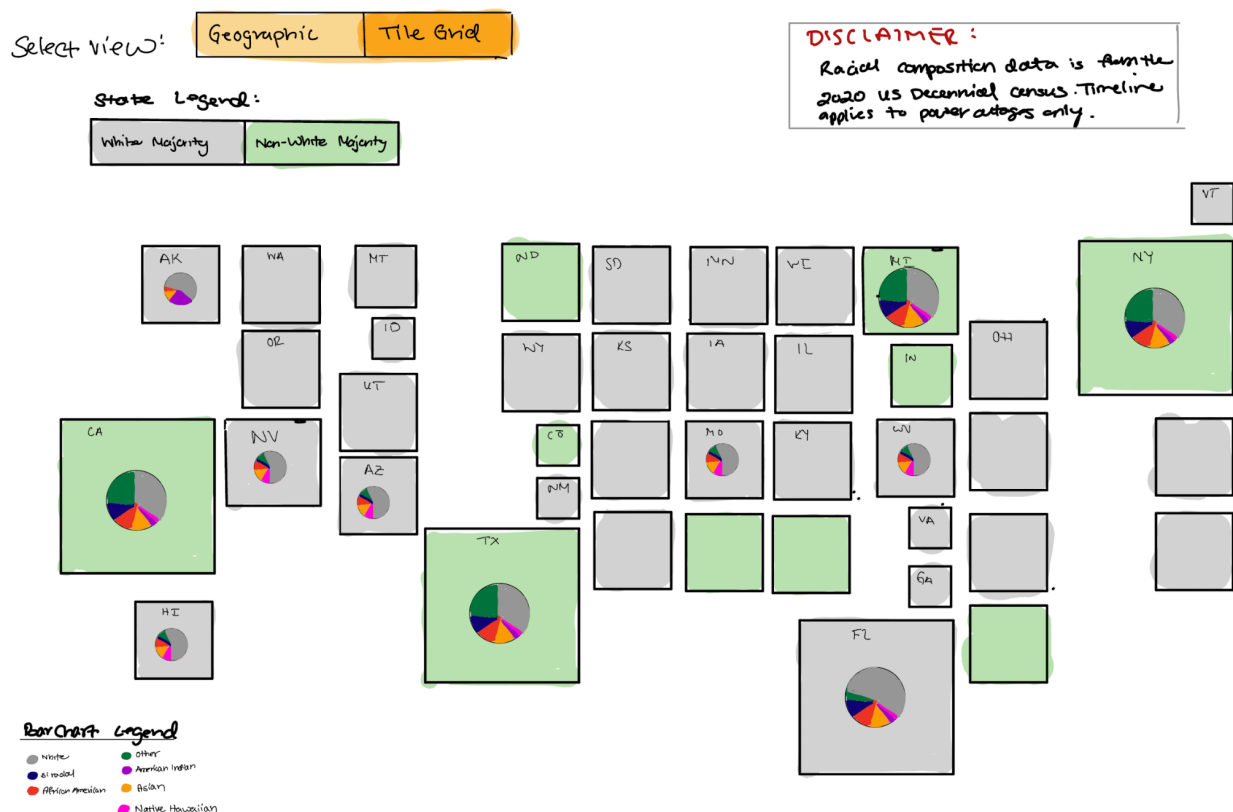 Select view:
Geographic
Tile Grid
DISCLAIMER:
Racial composition data is from the
2020 US Decennial census. Timeline
applies to power outages only.
State Legend:
White Majority
Non-White Majority
VT
AK
WA
MT
ND
SD
MN
WI
MI
NY
ID
OR
WY
KS
IA
IL
IN
OH
UT
CA
NV
AZ
CO
MO
KY
WV
NM
VA
TX
GA
HI
FL
Bar Chart Legend
White
Other
Bi racial
American Indian
African American
Asian
Native Hawaiian